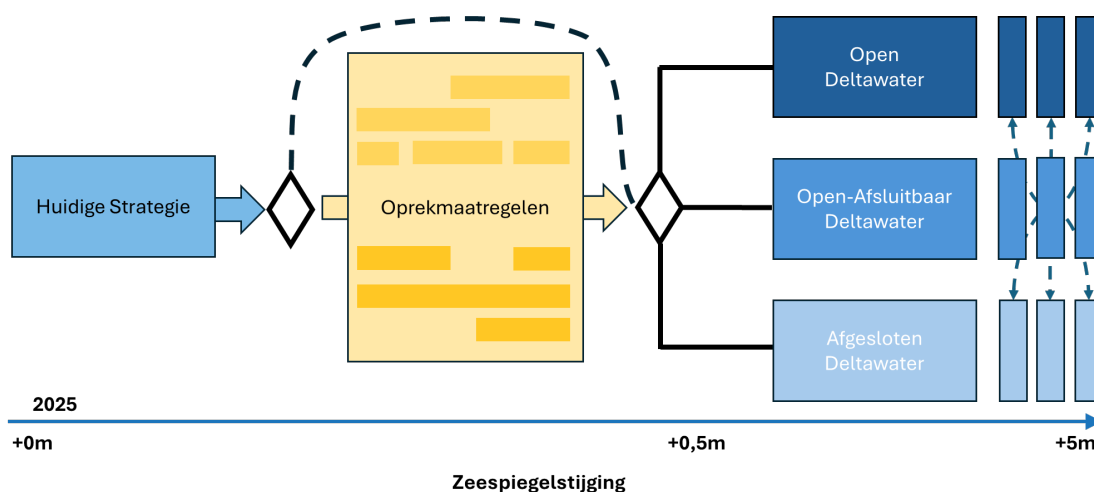 Open
Deltawater
Huidige Strategie
Oprekmaatregelen
Open-Afsluitbaar
Deltawater
Afgesloten
Deltawater
2025
+0m
+0,5m
+5m
Zeespiegelstijging